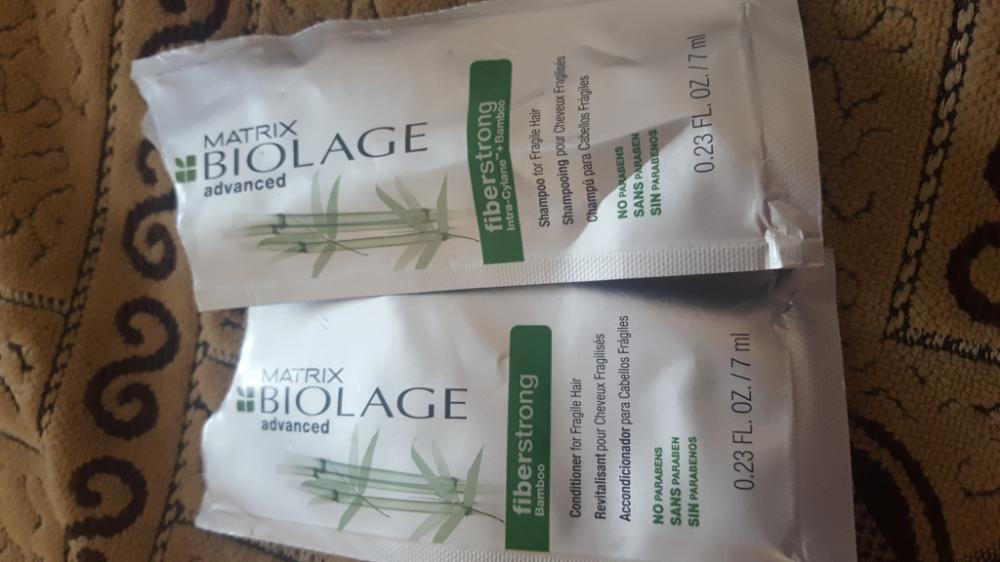 MATRIX
BIOLAGE
advanced
fiberstrong
Intra-Cylane™+Bamboo
Shampoo for Fragile Hair
Shampooing pour Cheveux Fragilisés
Champú para Cabellos Frágiles
NO PARABENS
SANS PARABEN
SIN PARABENOS
0.23 FL. OZ. / 7 ml
MATRIX
BIOLAGE
advanced
fiberstrong
Bamboo
Conditioner for Fragile Hair
Revitalisant pour Cheveux Fragilisés
Accondicionador para Cabellos Frágiles
NO PARABENS
SANS PARABEN
SIN PARABENOS
0.23 FL. OZ. / 7 ml